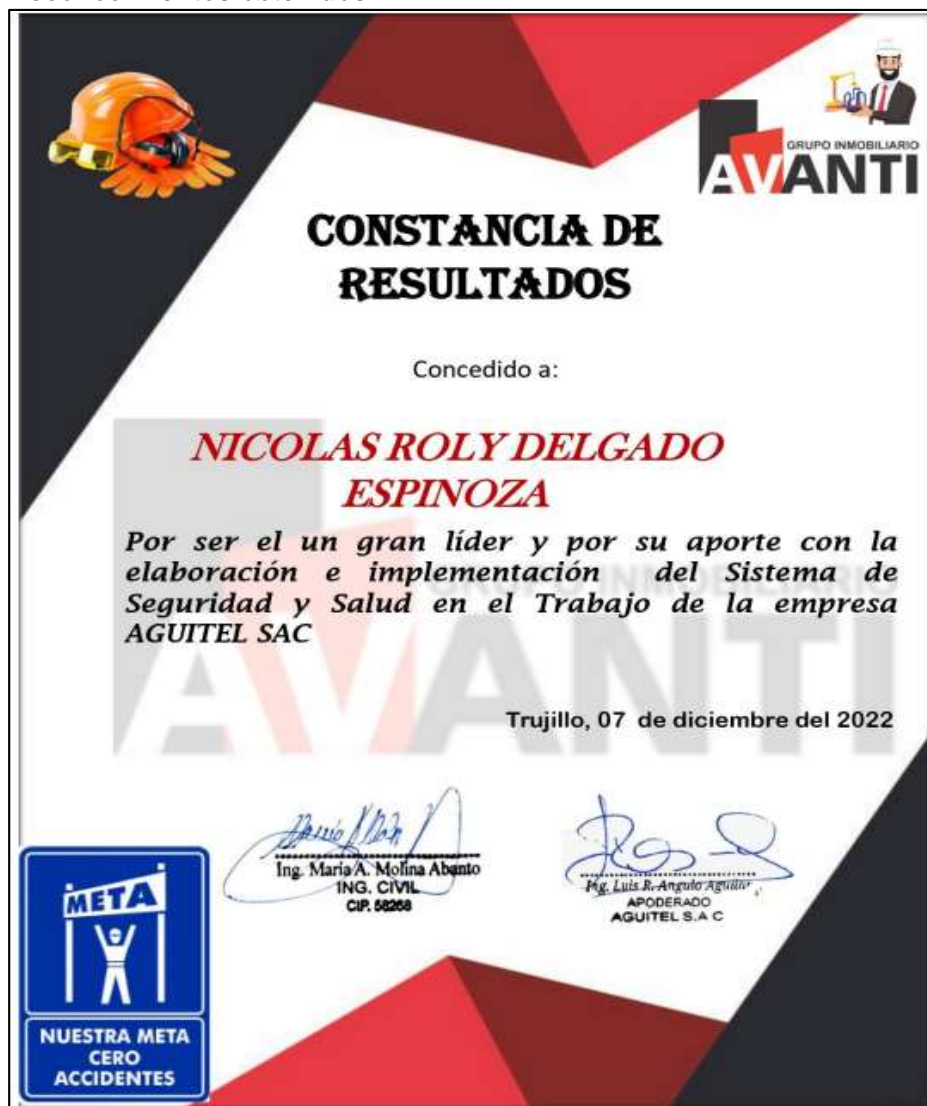 GRUPO INMOBILIARIO
AVANTI
CONSTANCIA DE
RESULTADOS
Concedido a:
NICOLAS ROLY DELGADO
ESPINOZA
Por ser el un gran líder y por su aporte con la
elaboración e implementación del Sistema de
Seguridad y Salud en el Trabajo de la empresa
AGUITEL SAC
GRUPO INMOBILIARIO
AVANTI
Trujillo, 07 de diciembre del 2022
Ing. Maria A. Molina Abanto
ING. CIVIL
CIP. 58268
Ing. Luis R. Angulo
APODERADO
AGUITEL S.A C
META
NUESTRA META
CERO
ACCIDENTES